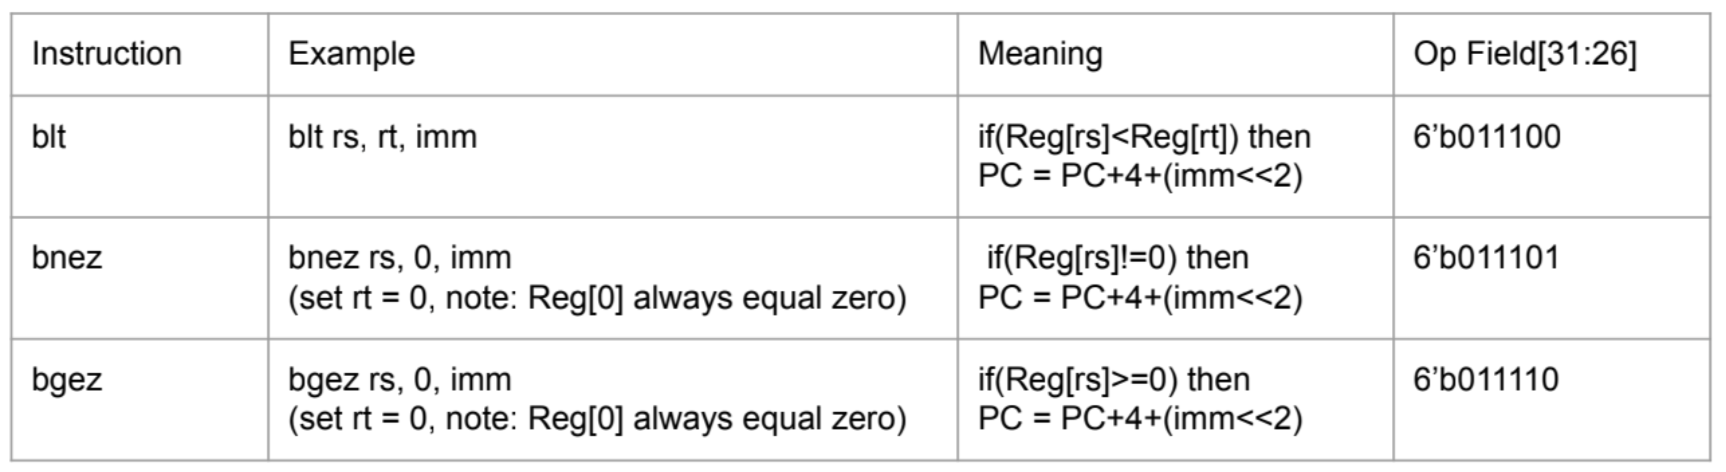 Instruction Example Meaning Op Field[31:26]
blt blt rs, rt, imm if(Reg[rs]<Reg[rt]) then 6’b011100
PC = PC+4+(imm<<2)
bnez bnez rs, 0, imm if(Reg[rs]!=0) then 6’b011101
(set rt = 0, note: Reg[0] always equal zero) PC = PC+4+(imm<<2)
bgez bgez rs, 0, imm if(Reg[rs]>=0) then 6’b011110
(set rt = 0, note: Reg[0] always equal zero) PC = PC+4+(imm<<2)